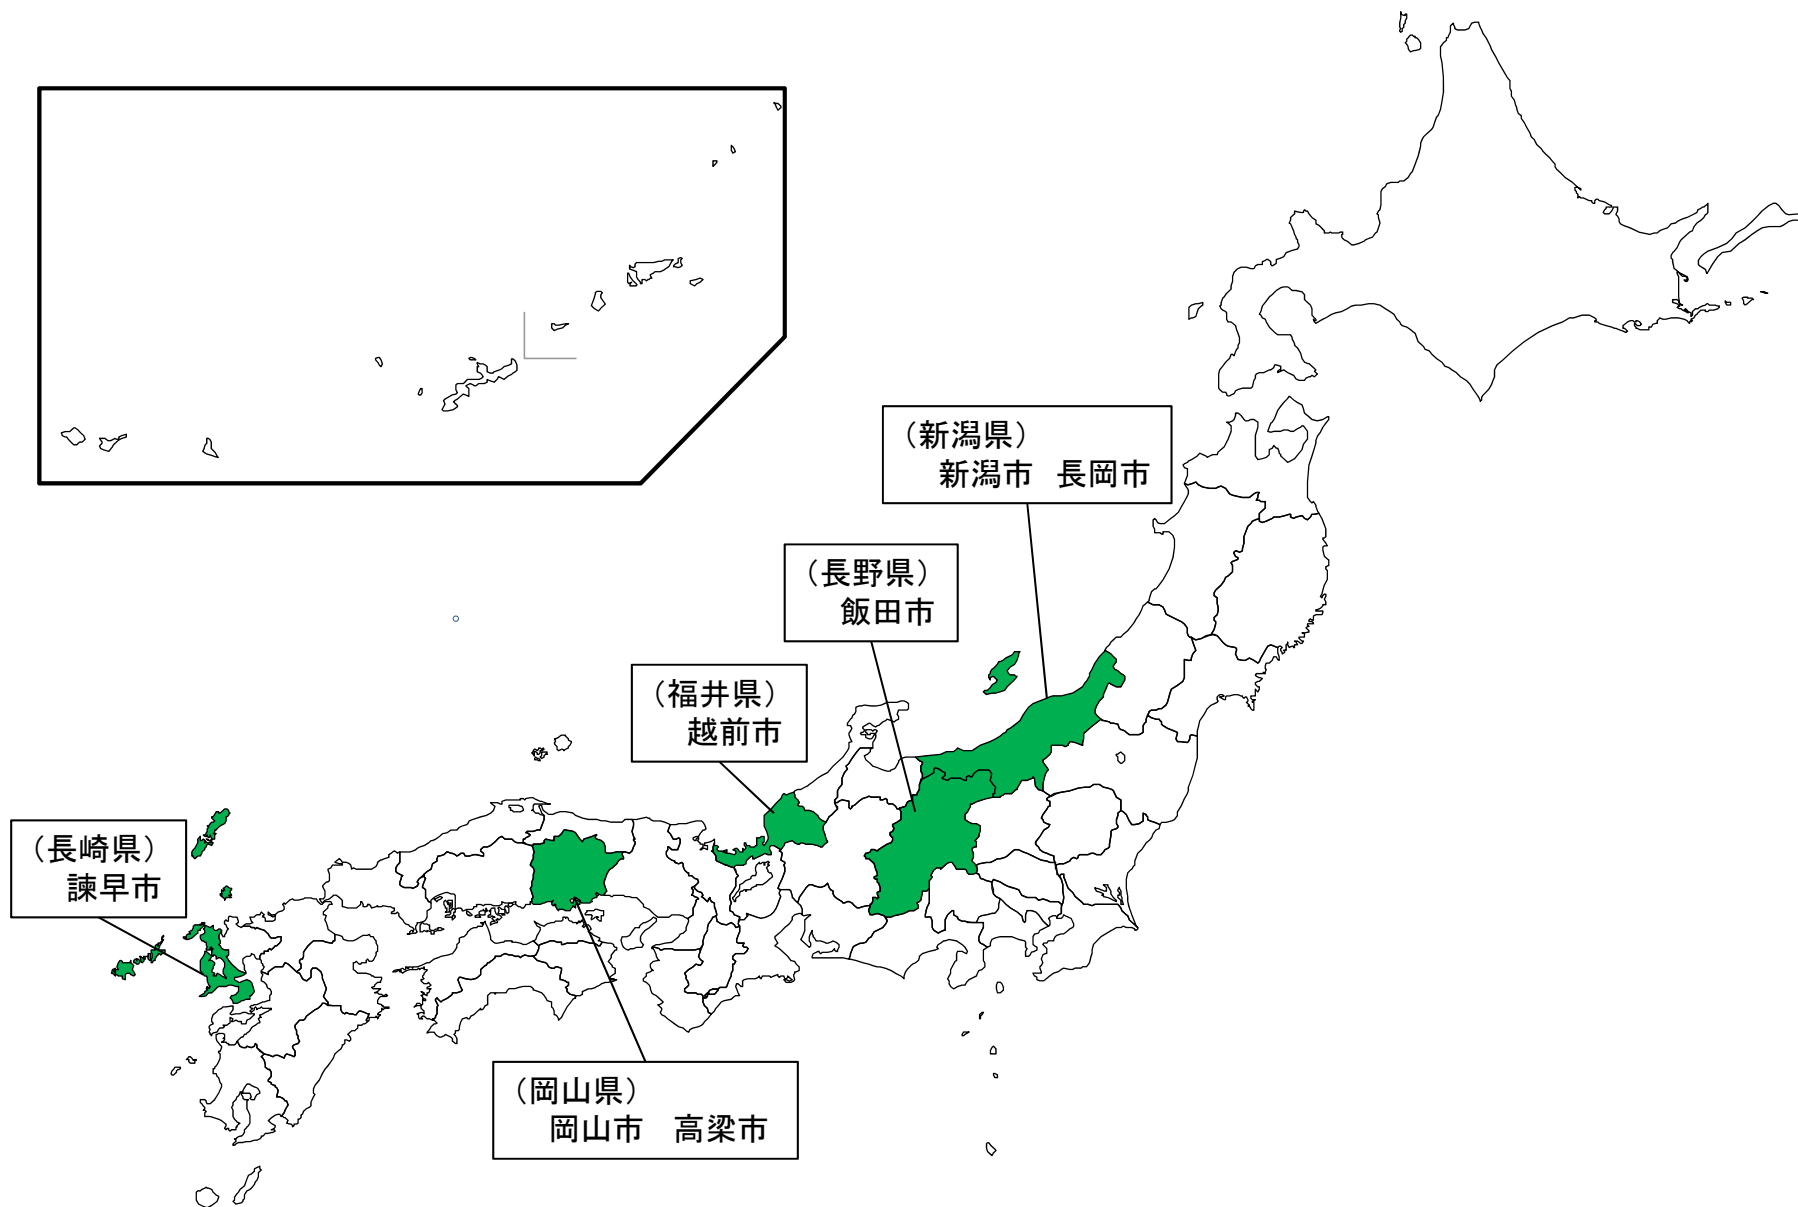 （新潟県）
新潟市　長岡市
（長野県）
飯田市
（福井県）
越前市
（長崎県）
諫早市
（岡山県）
岡山市　高梁市